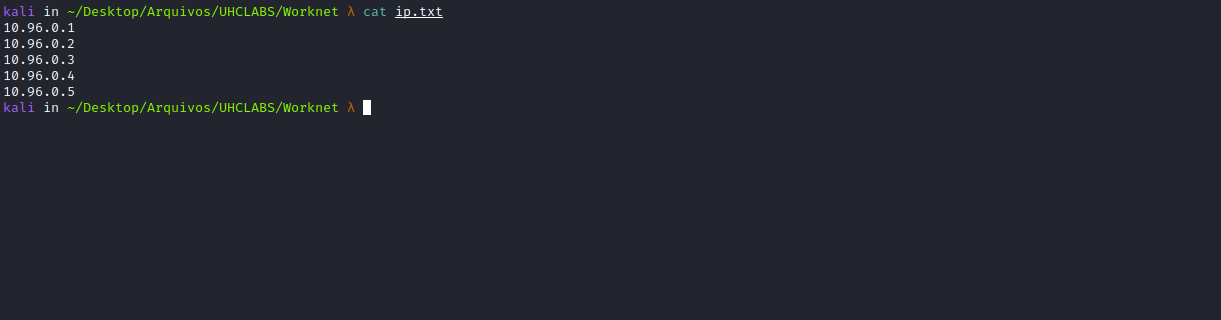 kali in ~/Desktop/Arquivos/UHCLABS/Worknet λ cat ip.txt
10.96.0.1
10.96.0.2
10.96.0.3
10.96.0.4
10.96.0.5
kali in ~/Desktop/Arquivos/UHCLABS/Worknet λ